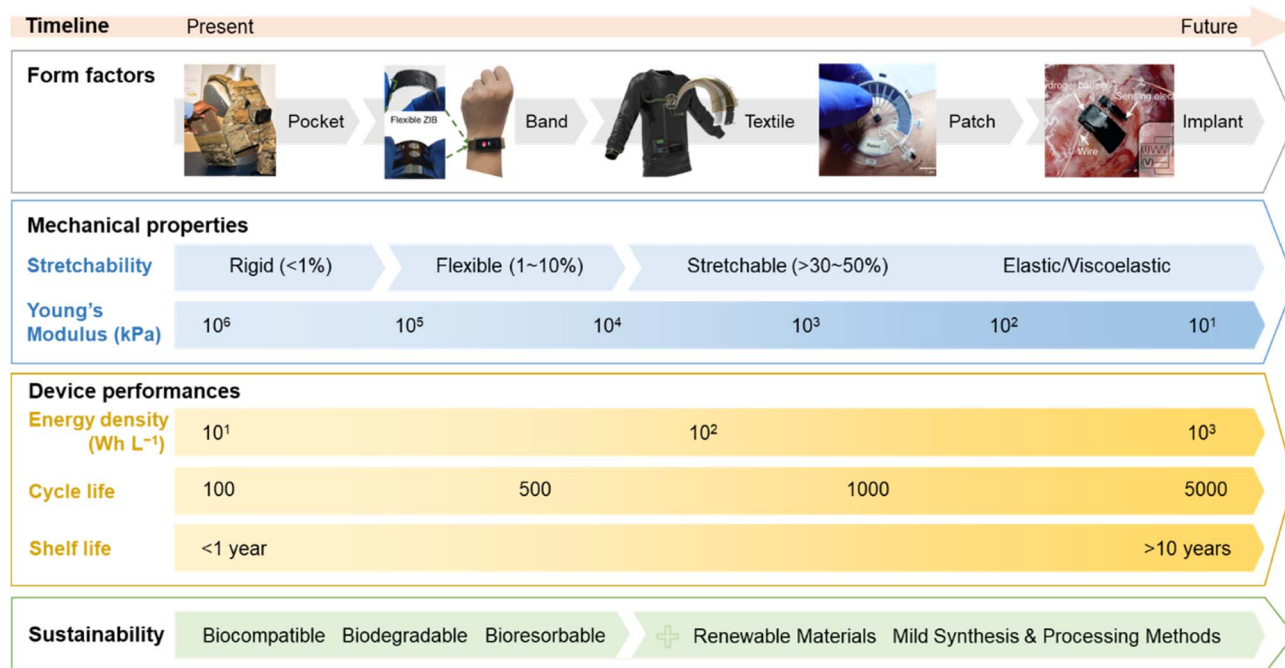 Timeline Present Future
Form factors
Flexible ZIB
Pocket Band Textile Patch Implant
hydrogel battery
Sensing elect
Wire
(I)
(V)
Mechanical properties
Stretchability Rigid (<1%) Flexible (1~10%) Stretchable (>30~50%) Elastic/Viscoelastic
Young's
Modulus (kPa) 10⁶ 10⁵ 10⁴ 10³ 10² 10¹
Device performances
Energy density
(Wh L⁻¹) 10¹ 10² 10³
Cycle life 100 500 1000 5000
Shelf life <1 year >10 years
Sustainability Biocompatible Biodegradable Bioresorbable + Renewable Materials Mild Synthesis & Processing Methods